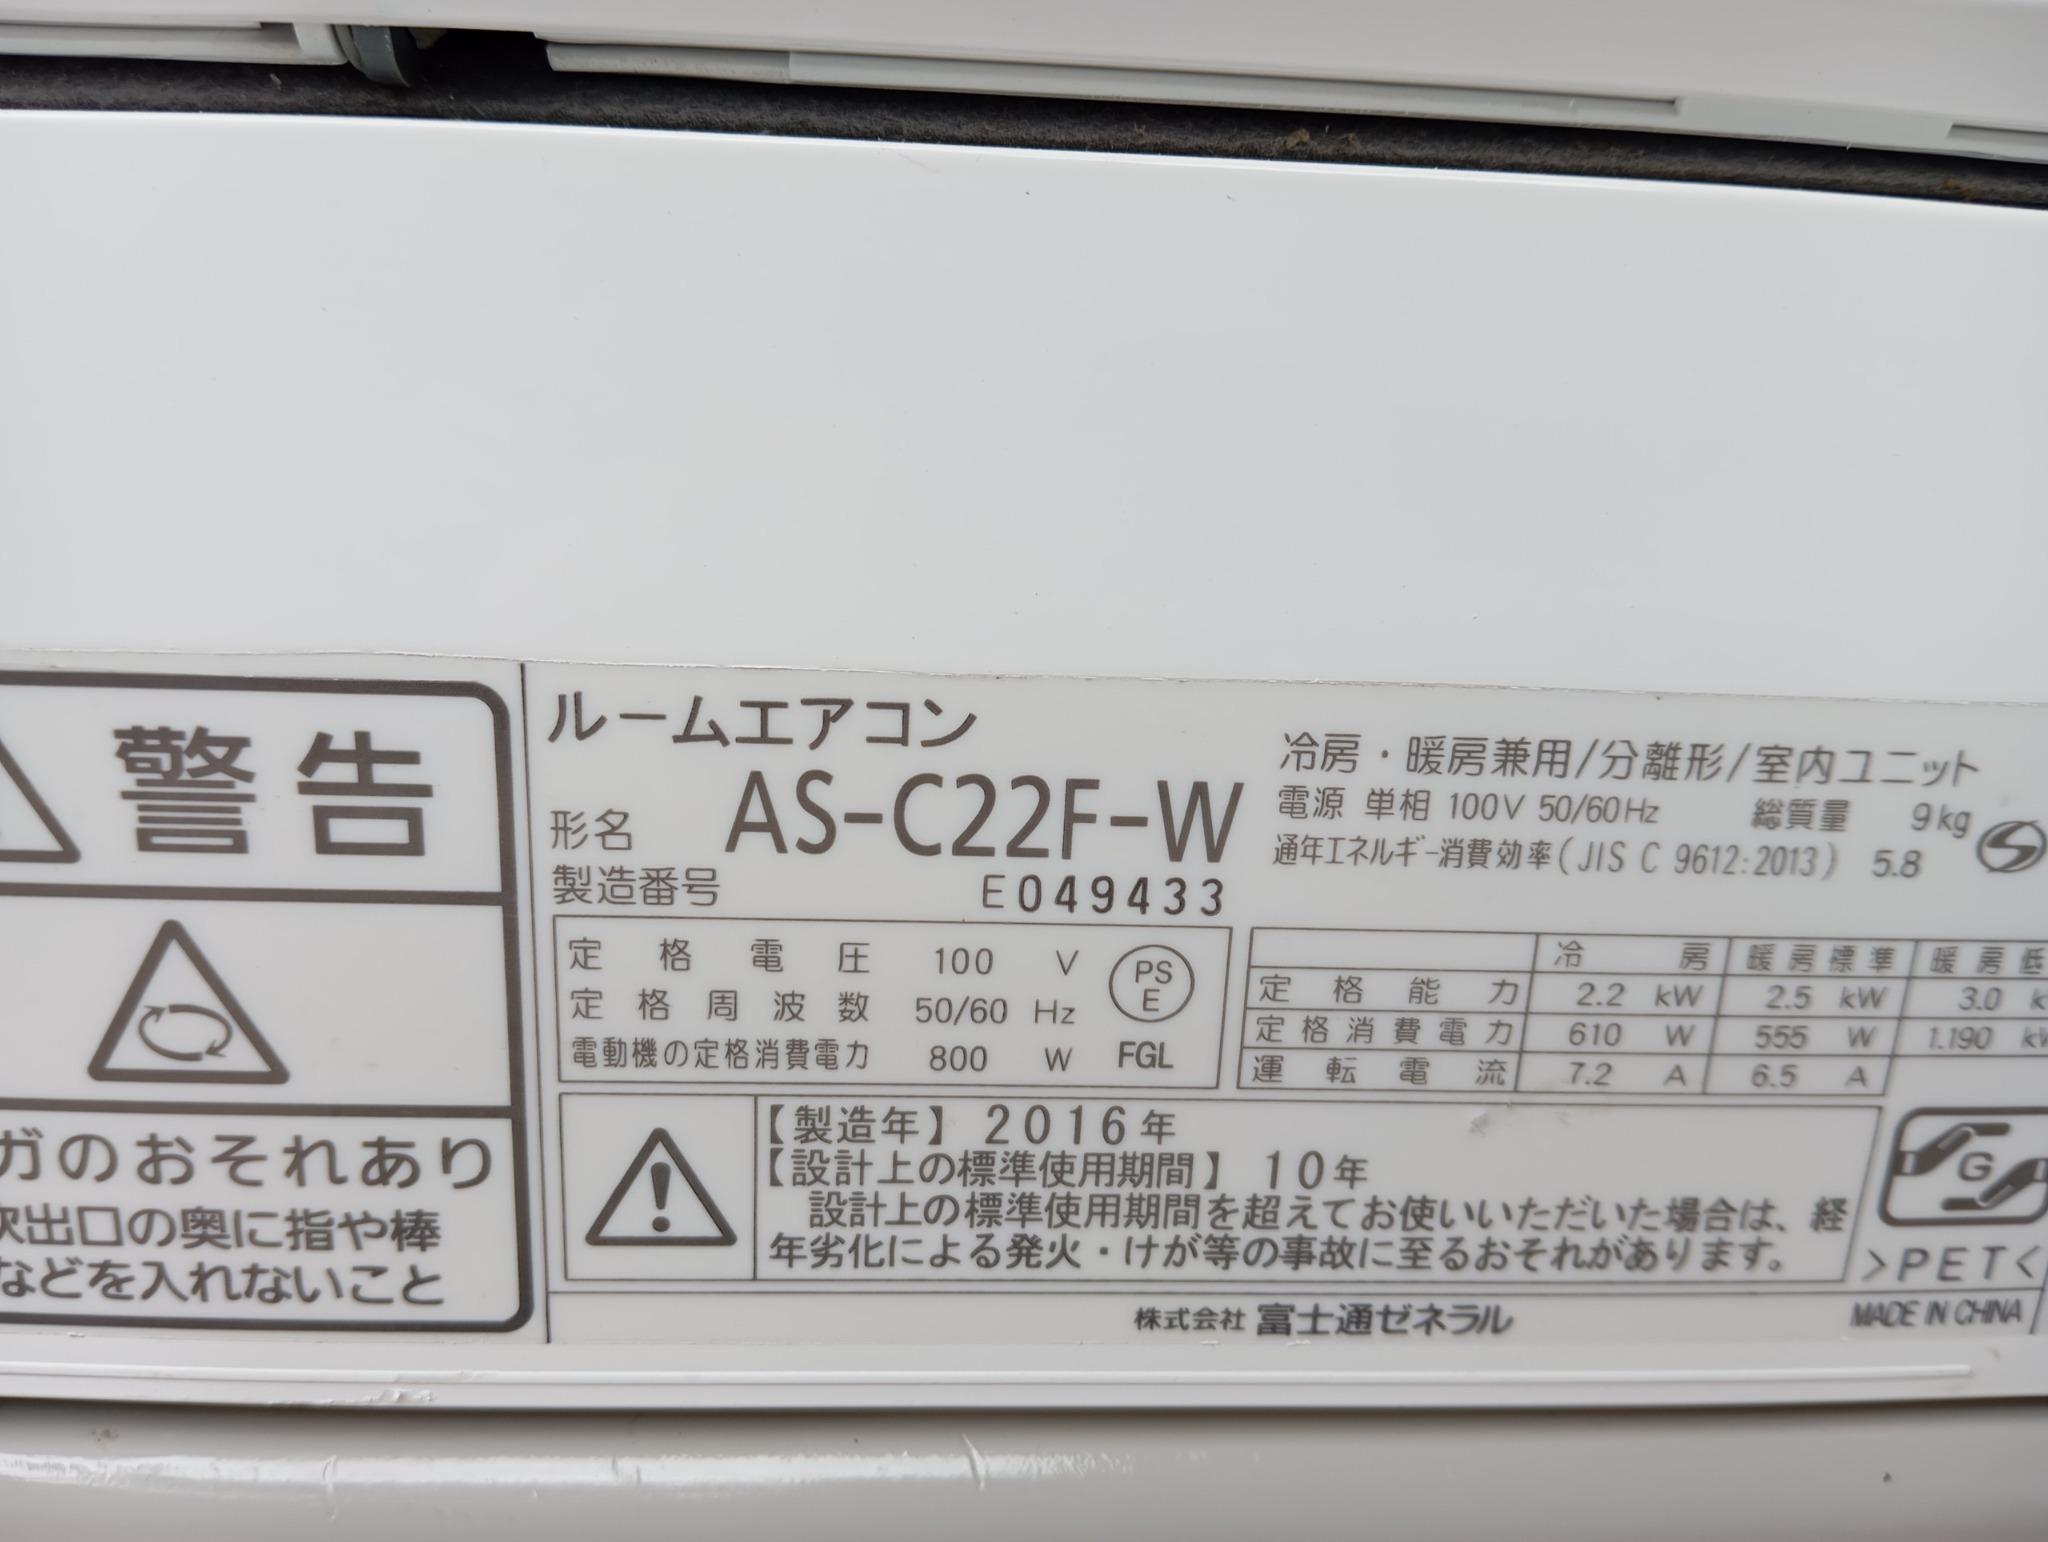 警告
ガのおそれあり
吹出口の奥に指や棒
などを入れないこと
ルームエアコン
形名 AS-C22F-W
製造番号 E049433
冷房・暖房兼用/分離形/室内ユニット
電源 単相 100V 50/60Hz 総質量 9kg
通年エネルギー消費効率(JIS C 9612:2013) 5.8
定格電圧 100 V
定格周波数 50/60 Hz
電動機の定格消費電力 800 W
PS
E
FGL
冷房 暖房標準 暖房低
定格能力 2.2 kW 2.5 kW 3.0 k
定格消費電力 610 W 555 W 1.190 kW
運転電流 7.2 A 6.5 A
【製造年】 2016年
【設計上の標準使用期間】 10年
設計上の標準使用期間を超えてお使いいただいた場合は、経
年劣化による発火・けが等の事故に至るおそれがあります。
G
>PET<
株式会社 富士通ゼネラル
MADE IN CHINA